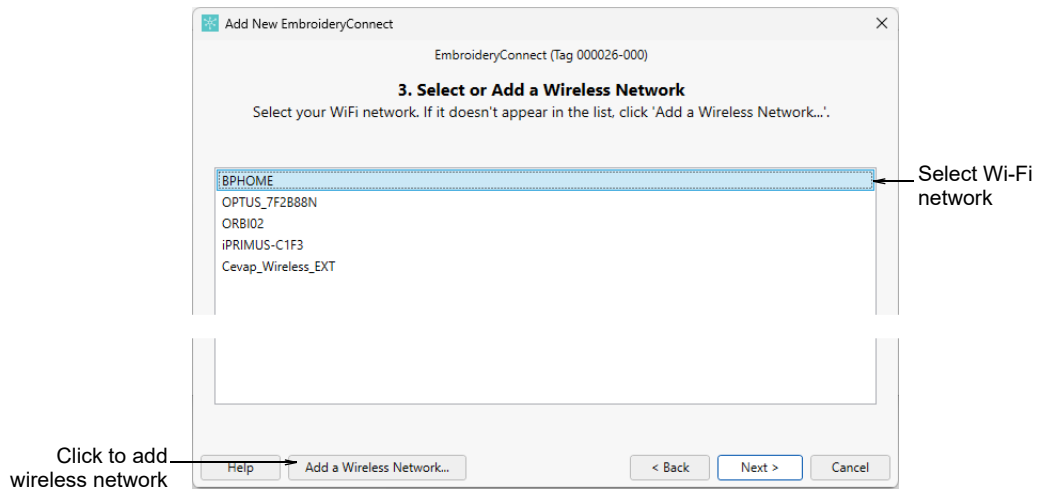 Add New EmbroideryConnect
EmbroideryConnect (Tag 000026-000)
3. Select or Add a Wireless Network
Select your WiFi network. If it doesn't appear in the list, click 'Add a Wireless Network...'.
BPHOME
OPTUS_7F2B88N
ORBI02
iPRIMUS-C1F3
Cevap_Wireless_EXT
Select Wi-Fi
network
Click to add
wireless network
Help
Add a Wireless Network...
< Back
Next >
Cancel